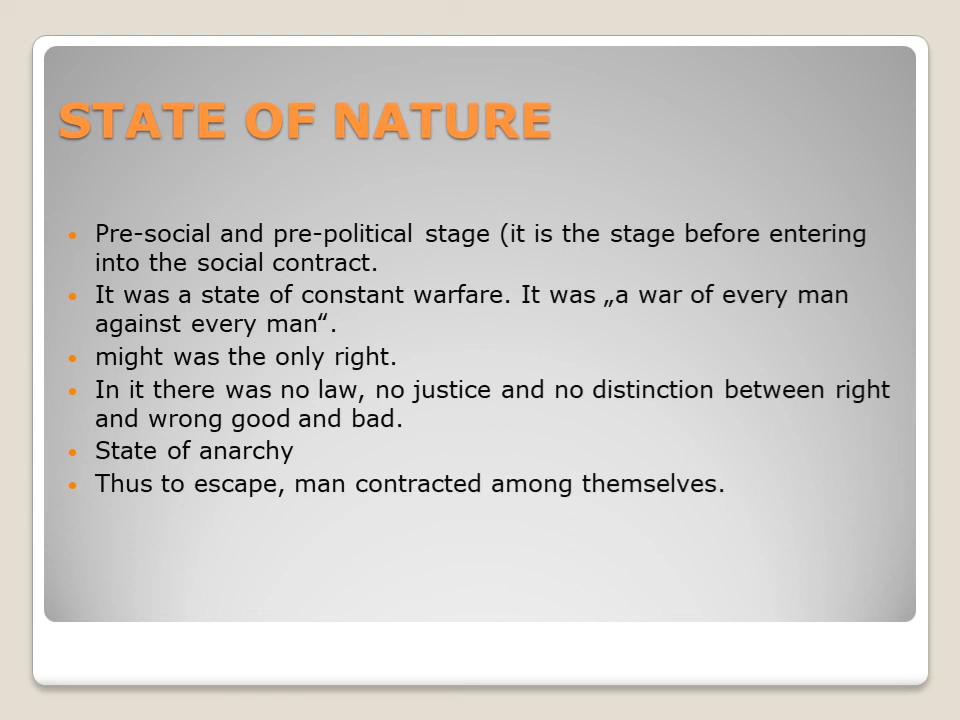 STATE OF NATURE
• Pre-social and pre-political stage (it is the stage before entering
into the social contract.
• It was a state of constant warfare. It was „a war of every man
against every man“.
• might was the only right.
• In it there was no law, no justice and no distinction between right
and wrong good and bad.
• State of anarchy
• Thus to escape, man contracted among themselves.